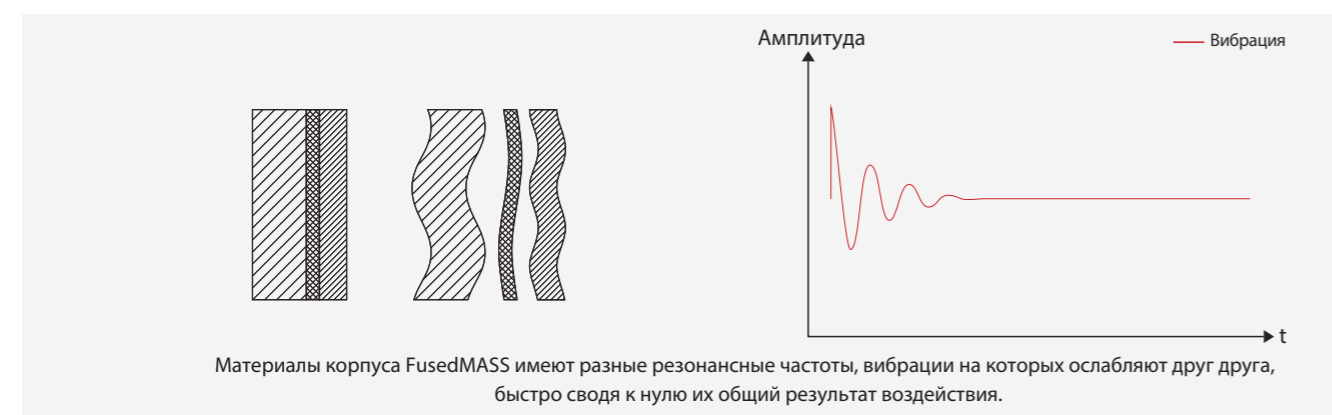 Амплитуда
Вибрация
t
Материалы корпуса FusedMASS имеют разные резонансные частоты, вибрации на которых ослабляют друг друга,
быстро сводя к нулю их общий результат воздействия.